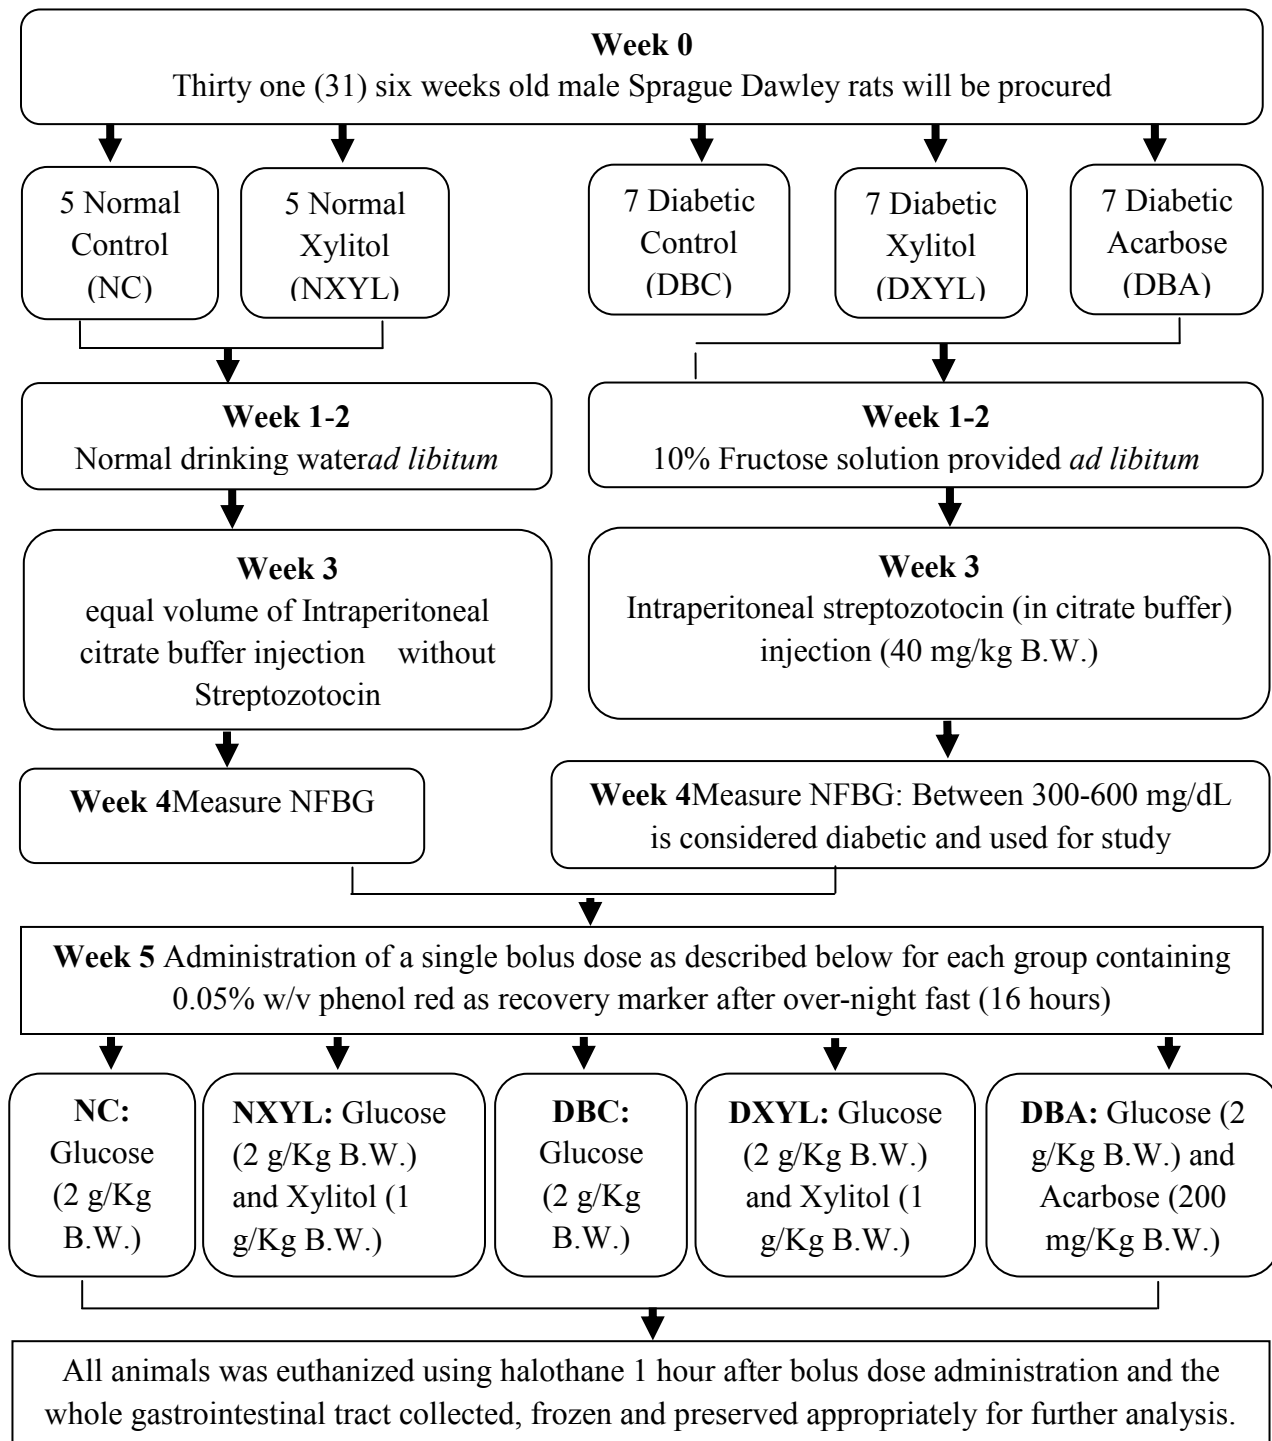 Week 0
Thirty one (31) six weeks old male Sprague Dawley rats will be procured
5 Normal
Control
(NC)
5 Normal
Xylitol
(NXYL)
7 Diabetic
Control
(DBC)
7 Diabetic
Xylitol
(DXYL)
7 Diabetic
Acarbose
(DBA)
Week 1-2
Normal drinking waterad libitum
Week 1-2
10% Fructose solution provided ad libitum
Week 3
equal volume of Intraperitoneal
citrate buffer injection without
Streptozotocin
Week 3
Intraperitoneal streptozotocin (in citrate buffer)
injection (40 mg/kg B.W.)
Week 4Measure NFBG
Week 4Measure NFBG: Between 300-600 mg/dL
is considered diabetic and used for study
Week 5 Administration of a single bolus dose as described below for each group containing
0.05% w/v phenol red as recovery marker after over-night fast (16 hours)
NC:
Glucose
(2 g/Kg
B.W.)
NXYL: Glucose
(2 g/Kg B.W.)
and Xylitol (1
g/Kg B.W.)
DBC:
Glucose
(2 g/Kg
B.W.)
DXYL: Glucose
(2 g/Kg B.W.)
and Xylitol (1
g/Kg B.W.)
DBA: Glucose (2
g/Kg B.W.) and
Acarbose (200
mg/Kg B.W.)
All animals was euthanized using halothane 1 hour after bolus dose administration and the
whole gastrointestinal tract collected, frozen and preserved appropriately for further analysis.